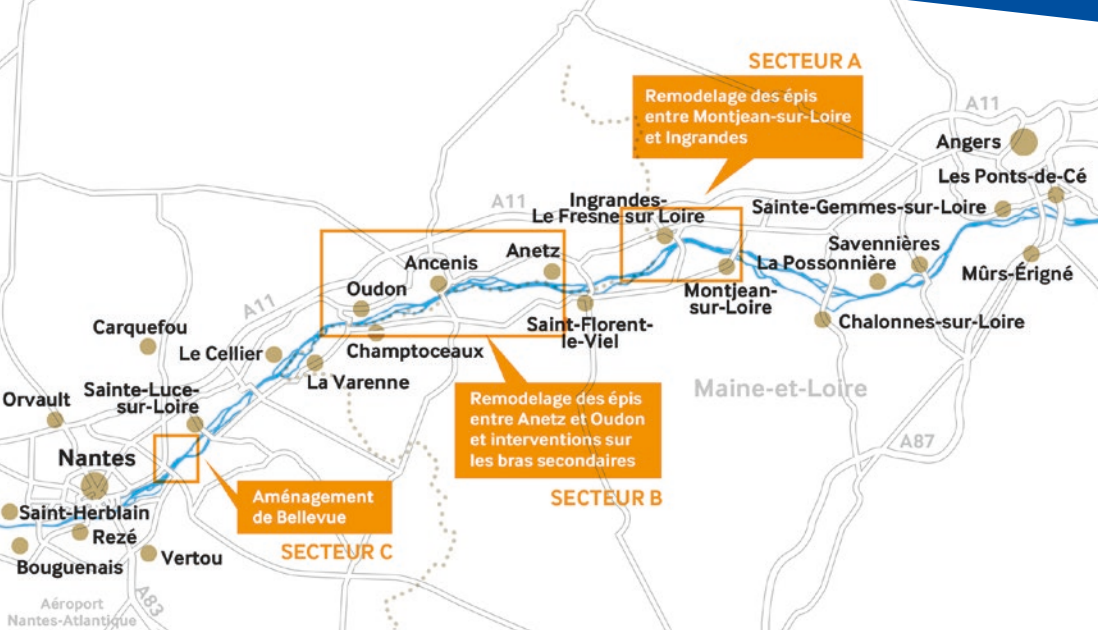 SECTEUR A
Remodelage des épis
entre Montjean-sur-Loire
et Ingrandes
A11
Angers
Les Ponts-de-Cé
Ingrandes-
Le Fresne sur Loire
Sainte-Gemmes-sur-Loire
A11
Savennières
La Possonnière
Mûrs-Érigné
Anetz
Ancenis
Oudon
Montjean-
sur-Loire
Chalonnes-sur-Loire
Saint-Florent-
le-Viel
A11
Carquefou
Le Cellier
Champtoceaux
La Varenne
Maine-et-Loire
Orvault
Sainte-Luce-
sur-Loire
Remodelage des épis
entre Anetz et Oudon
et interventions sur
les bras secondaires
SECTEUR B
A87
Nantes
Aménagement
de Bellevue
SECTEUR C
Saint-Herblain
Rezé
Vertou
Bouguenais
A83
Aéroport
Nantes-Atlantique